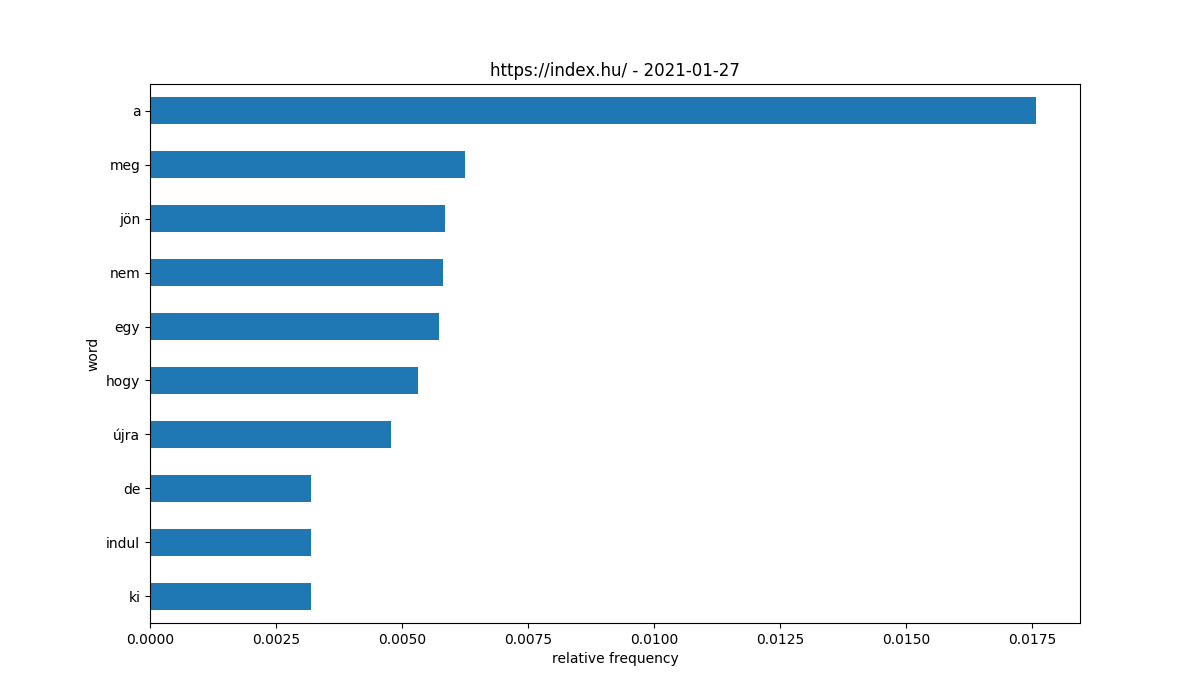 https://index.hu/ - 2021-01-27
a
meg
jön
nem
egy
hogy
újra
de
indul
ki
word
0.0000 0.0025 0.0050 0.0075 0.0100 0.0125 0.0150 0.0175
relative frequency